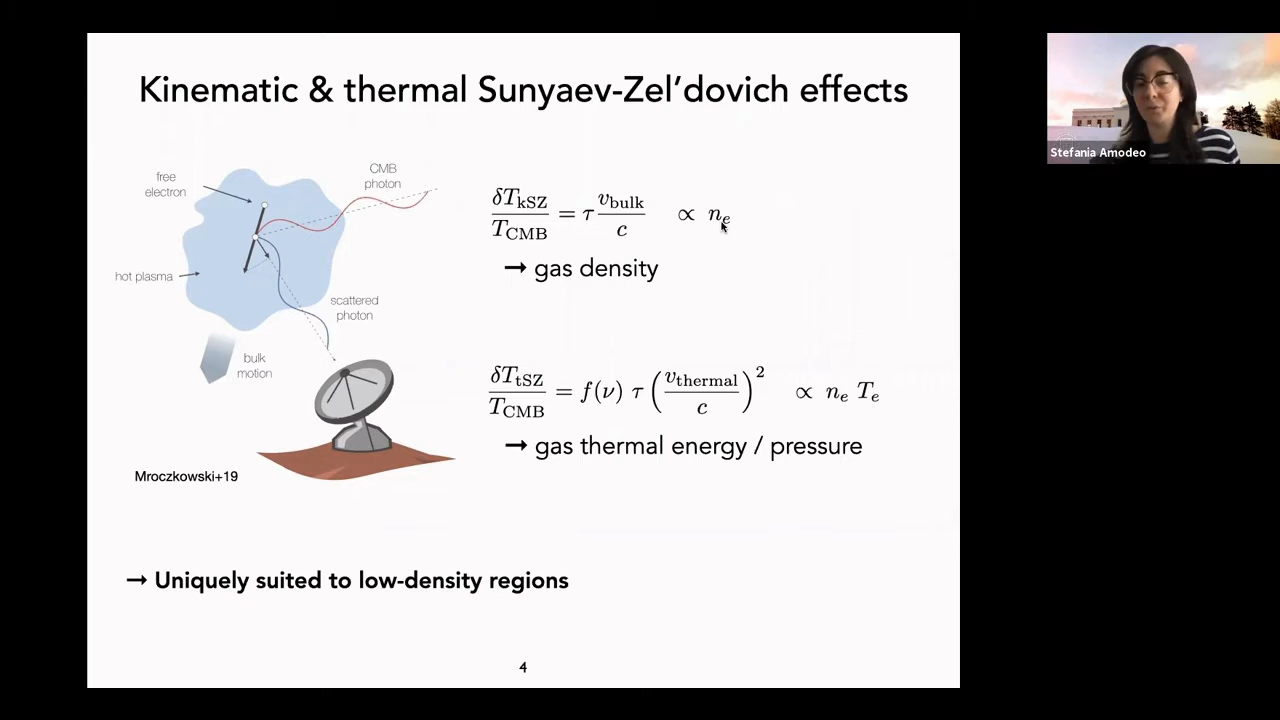 Kinematic & thermal Sunyaev-Zel’dovich effects
free
electron
CMB
photon
hot plasma
scattered
photon
bulk
motion
Mroczkowski+19
δT_kSZ / T_CMB = τ v_bulk / c ∝ n_e
→ gas density
δT_tSZ / T_CMB = f(ν) τ (v_thermal / c)^2 ∝ n_e T_e
→ gas thermal energy / pressure
→ Uniquely suited to low-density regions
4
Stefania Amodeo